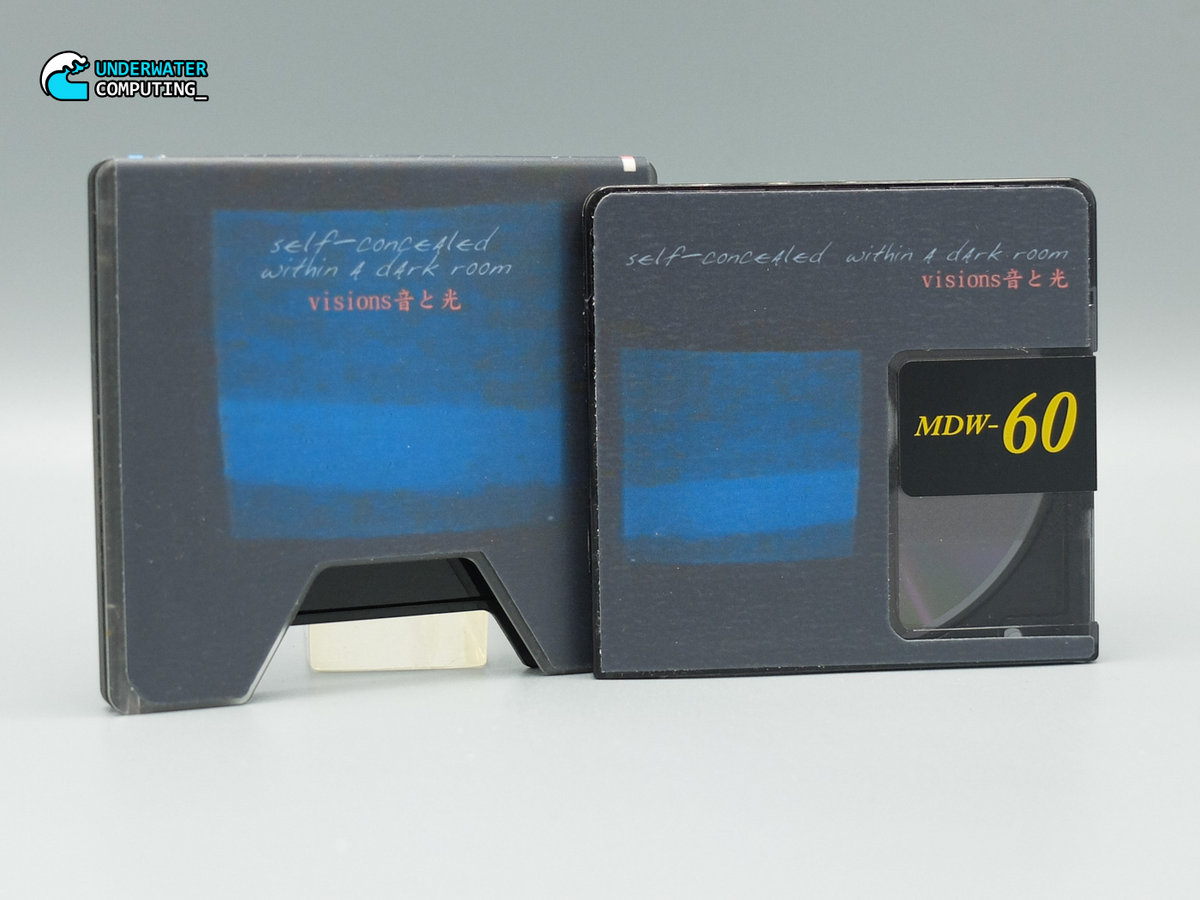 UNDERWATER
COMPUTING_
self-concealed
within a dark room
visions音と光
self-concealed within a dark room
visions音と光
MDW-60